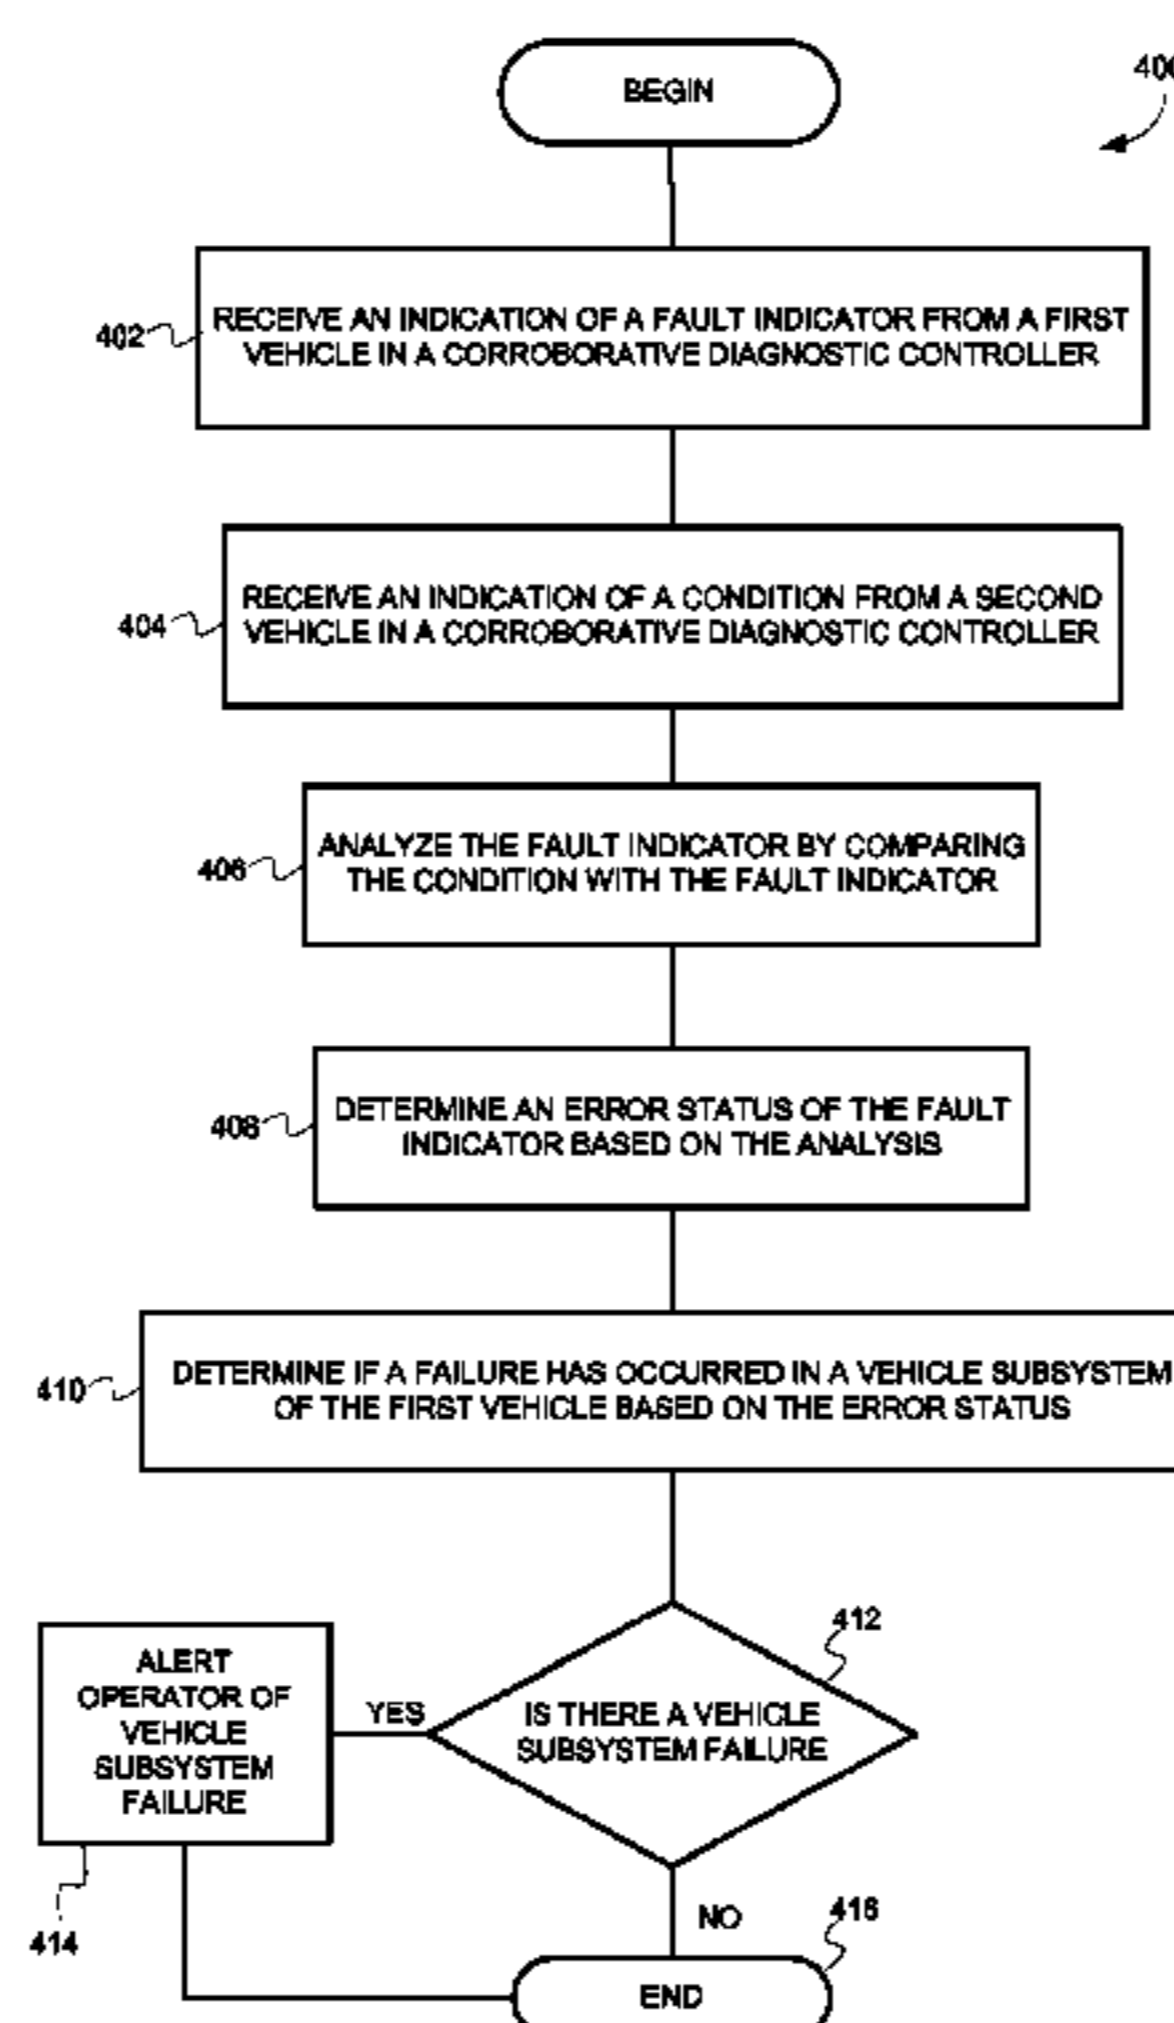 BEGIN
400
402
RECEIVE AN INDICATION OF A FAULT INDICATOR FROM A FIRST
VEHICLE IN A CORROBORATIVE DIAGNOSTIC CONTROLLER
404
RECEIVE AN INDICATION OF A CONDITION FROM A SECOND
VEHICLE IN A CORROBORATIVE DIAGNOSTIC CONTROLLER
406
ANALYZE THE FAULT INDICATOR BY COMPARING
THE CONDITION WITH THE FAULT INDICATOR
408
DETERMINE AN ERROR STATUS OF THE FAULT
INDICATOR BASED ON THE ANALYSIS
410
DETERMINE IF A FAILURE HAS OCCURRED IN A VEHICLE SUBSYSTEM
OF THE FIRST VEHICLE BASED ON THE ERROR STATUS
412
IS THERE A VEHICLE
SUBSYSTEM FAILURE
YES
ALERT
OPERATOR OF
VEHICLE
SUBSYSTEM
FAILURE
414
NO
416
END